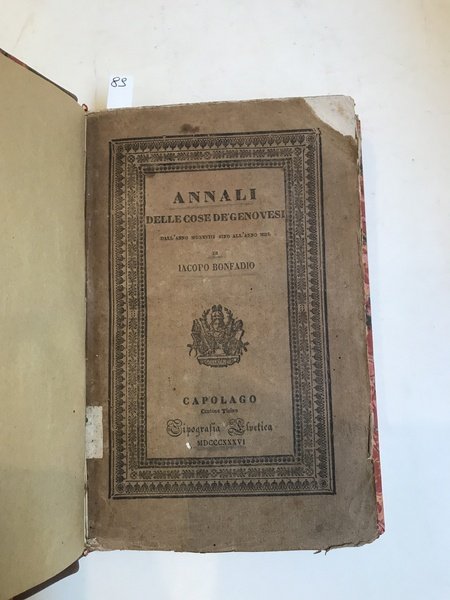 89
ANNALI
DELLE COSE DE' GENOVESI
DALL'ANNO MDXXVIII SINO ALL'ANNO MDL
DI
IACOPO BONFADIO
CAPOLAGO
Cantone Ticino
Tipografia Elvetica
MDCCCXXXVI